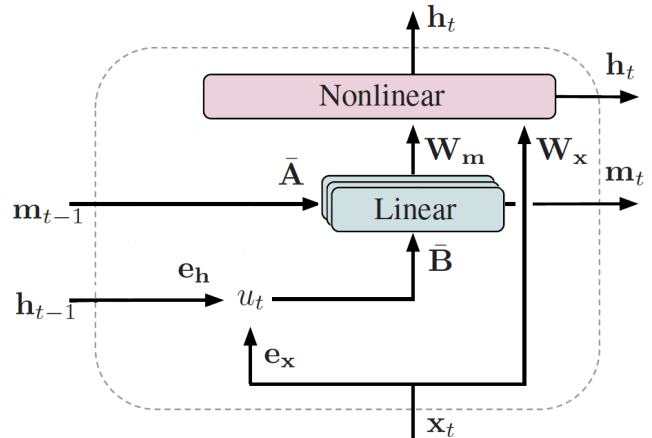 h_t
Nonlinear
h_t
W_m
W_x
Ā
m_t
m_{t−1}
Linear
B̄
e_h
h_{t−1}
u_t
e_x
x_t